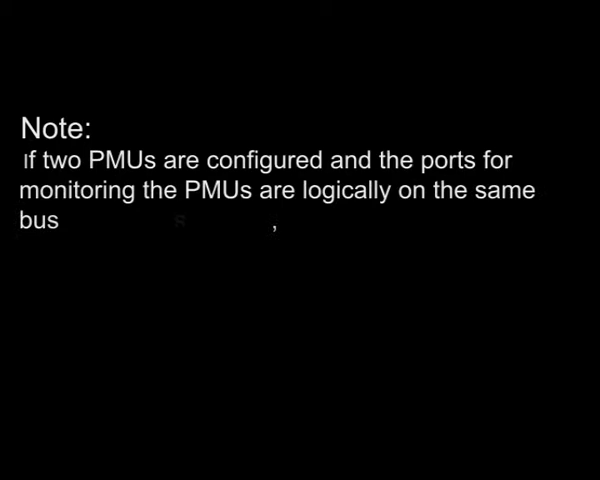 Note:
If two PMUs are configured and the ports for
monitoring the PMUs are logically on the same
bus ,